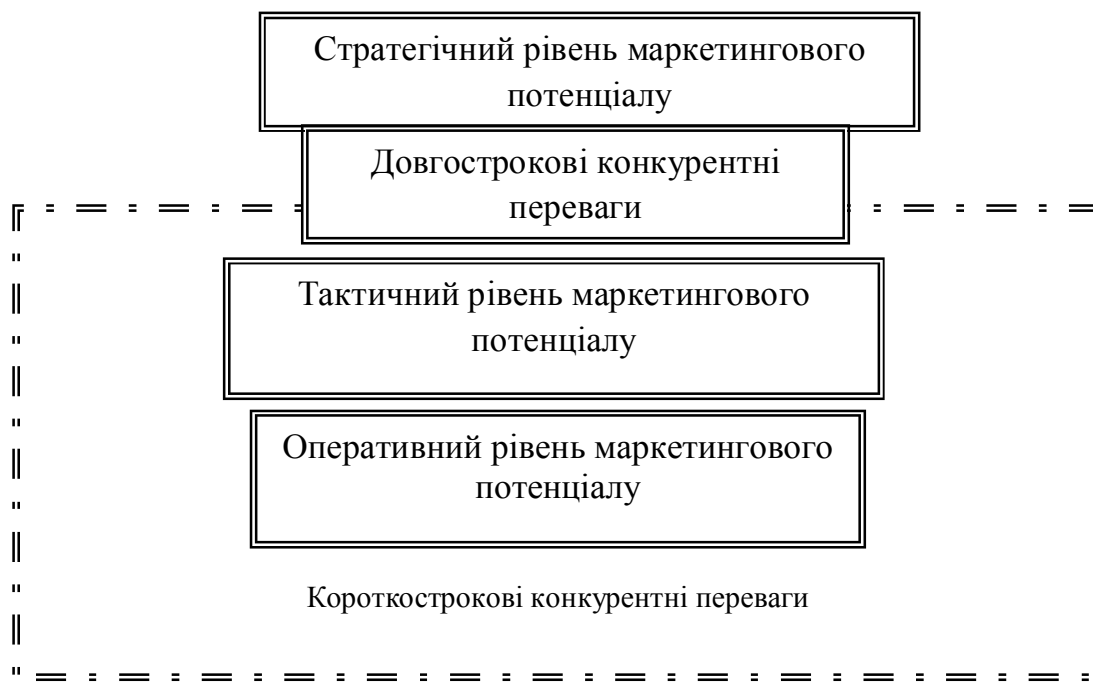 Стратегічний рівень маркетингового
потенціалу
Довгострокові конкурентні
переваги
Тактичний рівень маркетингового
потенціалу
Оперативний рівень маркетингового
потенціалу
Короткострокові конкурентні переваги